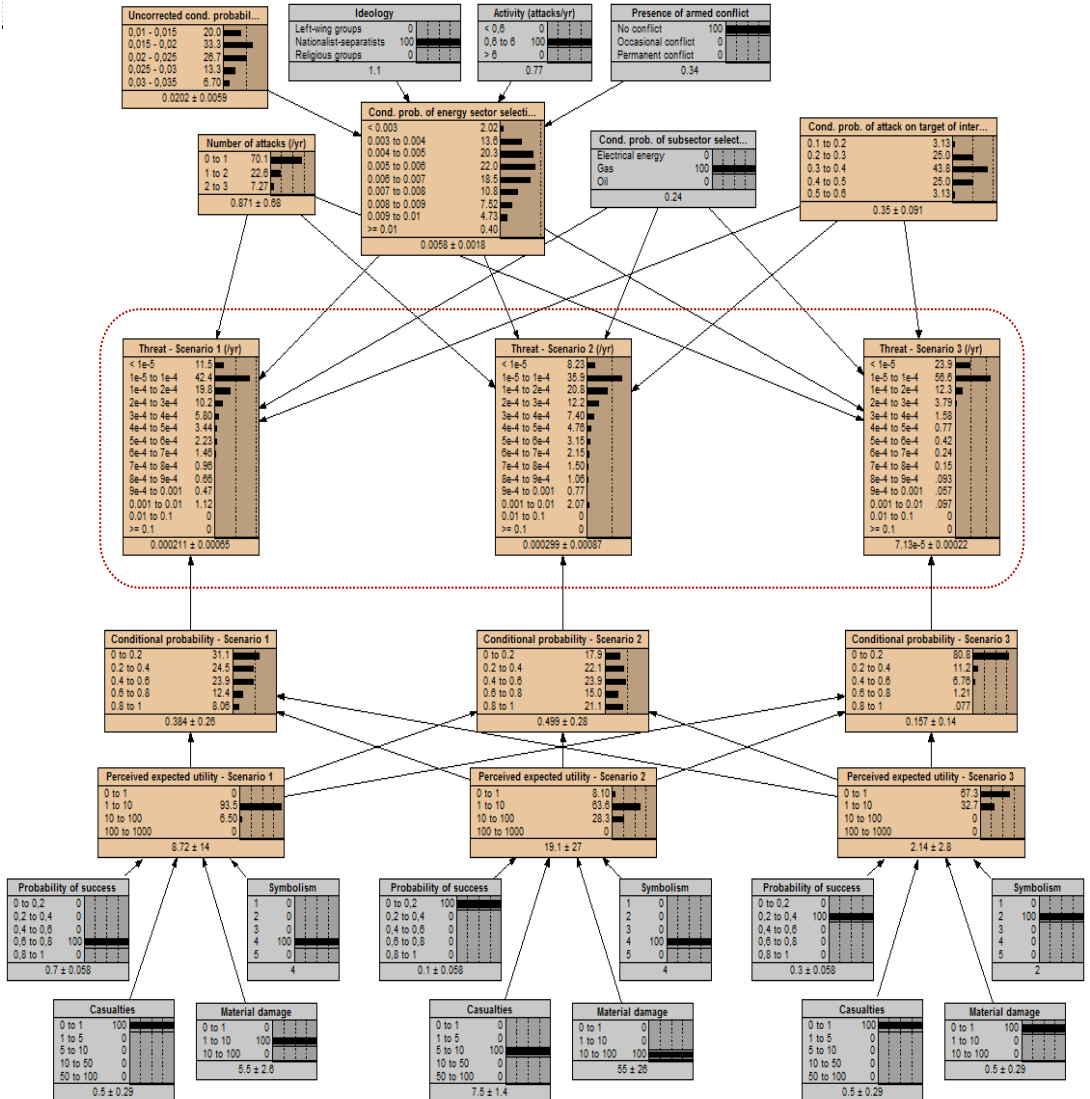 Uncorrected cond. probabil...
0,01 - 0,015 20.0
0,015 - 0,02 33.3
0,02 - 0,025 26.7
0,025 - 0,03 13.3
0,03 - 0,035 6.70
0.0202 ± 0.0059
Ideology
Left-wing groups 0
Nationalist-separatists 100
Religious groups 0
1.1
Activity (attacks/yr)
< 0,6 0
0,6 to 6 100
> 6 0
0.77
Presence of armed conflict
No conflict 100
Occasional conflict 0
Permanent conflict 0
0.34
Number of attacks (/yr)
0 to 1 70.1
1 to 2 22.6
2 to 3 7.27
0.871 ± 0.68
Cond. prob. of energy sector selecti...
< 0.003 2.02
0.003 to 0.004 13.6
0.004 to 0.005 20.3
0.005 to 0.006 22.0
0.006 to 0.007 18.5
0.007 to 0.008 10.8
0.008 to 0.009 7.52
0.009 to 0.01 4.73
>= 0.01 0.40
0.0058 ± 0.0018
Cond. prob. of subsector select...
Electrical energy 0
Gas 100
Oil 0
0.24
Cond. prob. of attack on target of inter...
0.1 to 0.2 3.13
0.2 to 0.3 25.0
0.3 to 0.4 43.8
0.4 to 0.5 25.0
0.5 to 0.6 3.13
0.35 ± 0.091
Threat - Scenario 1 (/yr)
< 1e-5 11.5
1e-5 to 1e-4 42.4
1e-4 to 2e-4 19.8
2e-4 to 3e-4 10.2
3e-4 to 4e-4 5.80
4e-4 to 5e-4 3.44
5e-4 to 6e-4 2.23
6e-4 to 7e-4 1.46
7e-4 to 8e-4 0.96
8e-4 to 9e-4 0.66
9e-4 to 0.001 0.47
0.001 to 0.01 1.12
0.01 to 0.1 0
>= 0.1 0
0.000211 ± 0.00065
Threat - Scenario 2 (/yr)
< 1e-5 8.23
1e-5 to 1e-4 35.9
1e-4 to 2e-4 20.8
2e-4 to 3e-4 12.2
3e-4 to 4e-4 7.40
4e-4 to 5e-4 4.76
5e-4 to 6e-4 3.15
6e-4 to 7e-4 2.15
7e-4 to 8e-4 1.50
8e-4 to 9e-4 1.06
9e-4 to 0.001 0.77
0.001 to 0.01 2.07
0.01 to 0.1 0
>= 0.1 0
0.000299 ± 0.00087
Threat - Scenario 3 (/yr)
< 1e-5 23.9
1e-5 to 1e-4 56.6
1e-4 to 2e-4 12.3
2e-4 to 3e-4 3.79
3e-4 to 4e-4 1.58
4e-4 to 5e-4 0.77
5e-4 to 6e-4 0.42
6e-4 to 7e-4 0.24
7e-4 to 8e-4 0.15
8e-4 to 9e-4 .093
9e-4 to 0.001 .057
0.001 to 0.01 .097
0.01 to 0.1 0
>= 0.1 0
7.13e-5 ± 0.00022
Conditional probability - Scenario 1
0 to 0.2 31.1
0.2 to 0.4 24.5
0.4 to 0.6 23.9
0.6 to 0.8 12.4
0.8 to 1 8.06
0.384 ± 0.26
Conditional probability - Scenario 2
0 to 0.2 17.9
0.2 to 0.4 22.1
0.4 to 0.6 23.9
0.6 to 0.8 15.0
0.8 to 1 21.1
0.499 ± 0.28
Conditional probability - Scenario 3
0 to 0.2 80.8
0.2 to 0.4 11.2
0.4 to 0.6 6.76
0.6 to 0.8 1.21
0.8 to 1 .077
0.157 ± 0.14
Perceived expected utility - Scenario 1
0 to 1 0
1 to 10 93.5
10 to 100 6.50
100 to 1000 0
8.72 ± 14
Perceived expected utility - Scenario 2
0 to 1 8.10
1 to 10 63.6
10 to 100 28.3
100 to 1000 0
19.1 ± 27
Perceived expected utility - Scenario 3
0 to 1 67.3
1 to 10 32.7
10 to 100 0
100 to 1000 0
2.14 ± 2.8
Probability of success
0 to 0,2 0
0,2 to 0,4 0
0,4 to 0,6 0
0,6 to 0,8 100
0,8 to 1 0
0.7 ± 0.058
Symbolism
1 0
2 0
3 0
4 100
5 0
4
Probability of success
0 to 0,2 100
0,2 to 0,4 0
0,4 to 0,6 0
0,6 to 0,8 0
0,8 to 1 0
0.1 ± 0.058
Symbolism
1 0
2 0
3 0
4 100
5 0
4
Probability of success
0 to 0,2 0
0,2 to 0,4 100
0,4 to 0,6 0
0,6 to 0,8 0
0,8 to 1 0
0.3 ± 0.058
Symbolism
1 0
2 100
3 0
4 0
5 0
2
Casualties
0 to 1 100
1 to 5 0
5 to 10 0
10 to 50 0
50 to 100 0
0.5 ± 0.29
Material damage
0 to 1 0
1 to 10 100
10 to 100 0
5.5 ± 2.6
Casualties
0 to 1 0
1 to 5 0
5 to 10 100
10 to 50 0
50 to 100 0
7.5 ± 1.4
Material damage
0 to 1 0
1 to 10 0
10 to 100 100
55 ± 26
Casualties
0 to 1 100
1 to 5 0
5 to 10 0
10 to 50 0
50 to 100 0
0.5 ± 0.29
Material damage
0 to 1 100
1 to 10 0
10 to 100 0
0.5 ± 0.29